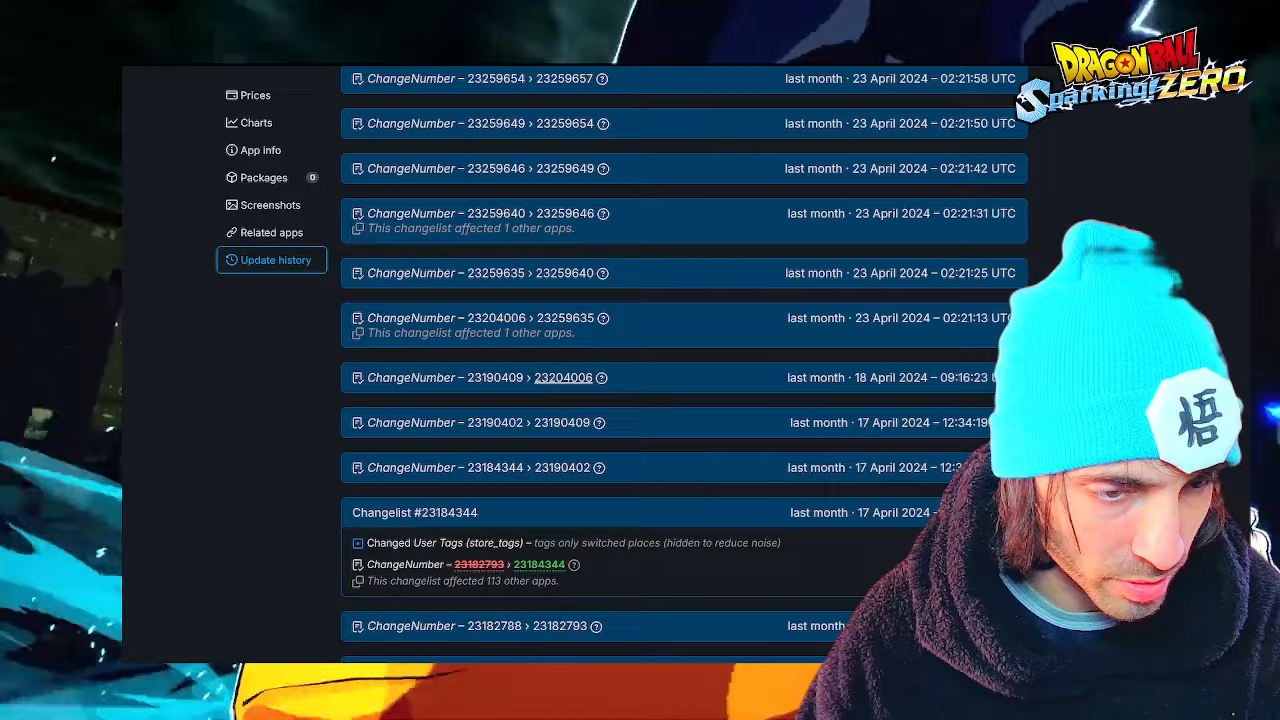 ChangeNumber – 23259654 › 23259657
last month · 23 April 2024 – 02:21:58 UTC
DRAGON BALL
Sparking! ZERO
Prices
ChangeNumber – 23259649 › 23259654
last month · 23 April 2024 – 02:21:50 UTC
Charts
App info
ChangeNumber – 23259646 › 23259649
last month · 23 April 2024 – 02:21:42 UTC
Packages 0
Screenshots
ChangeNumber – 23259640 › 23259646
last month · 23 April 2024 – 02:21:31 UTC
This changelist affected 1 other apps.
Related apps
Update history
ChangeNumber – 23259635 › 23259640
last month · 23 April 2024 – 02:21:25 UTC
ChangeNumber – 23204006 › 23259635
last month · 23 April 2024 – 02:21:13 UTC
This changelist affected 1 other apps.
ChangeNumber – 23190409 › 23204006
last month · 18 April 2024 – 09:16:23
ChangeNumber – 23190402 › 23190409
last month · 17 April 2024 – 12:34:19
悟
ChangeNumber – 23184344 › 23190402
last month · 17 April 2024 – 12:3
Changelist #23184344
last month · 17 April 2024 –
Changed User Tags (store_tags) – tags only switched places (hidden to reduce noise)
ChangeNumber – 23182793 › 23184344
This changelist affected 113 other apps.
ChangeNumber – 23182788 › 23182793
last month